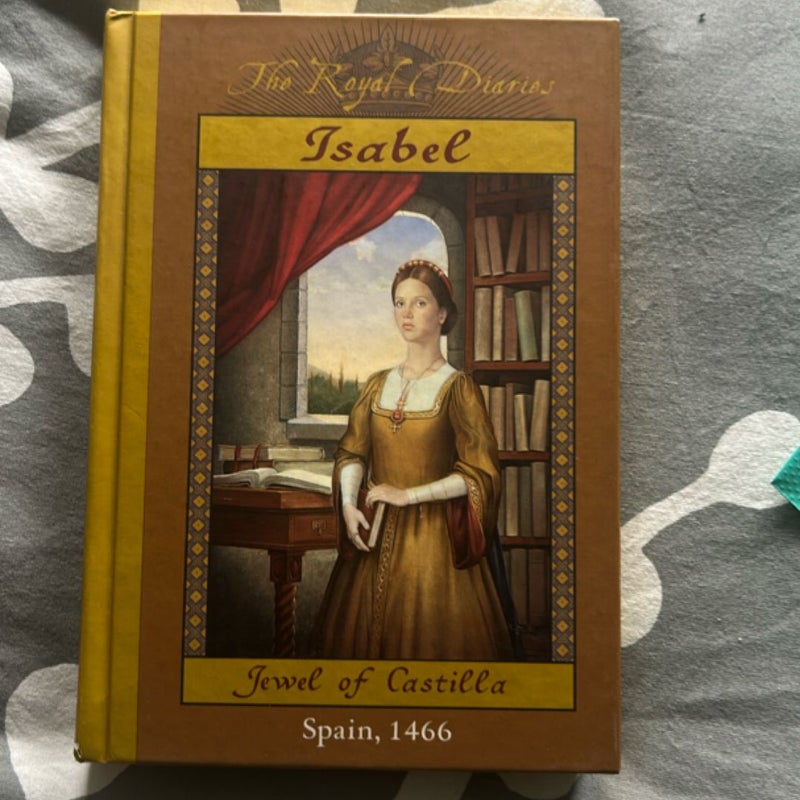 The Royal Diaries
Isabel
Jewel of Castilla
Spain, 1466